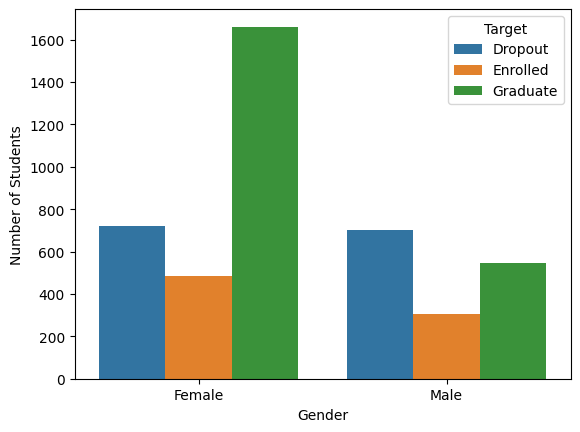 Target
Dropout
Enrolled
Graduate
Number of Students
1600
1400
1200
1000
800
600
400
200
0
Female
Male
Gender